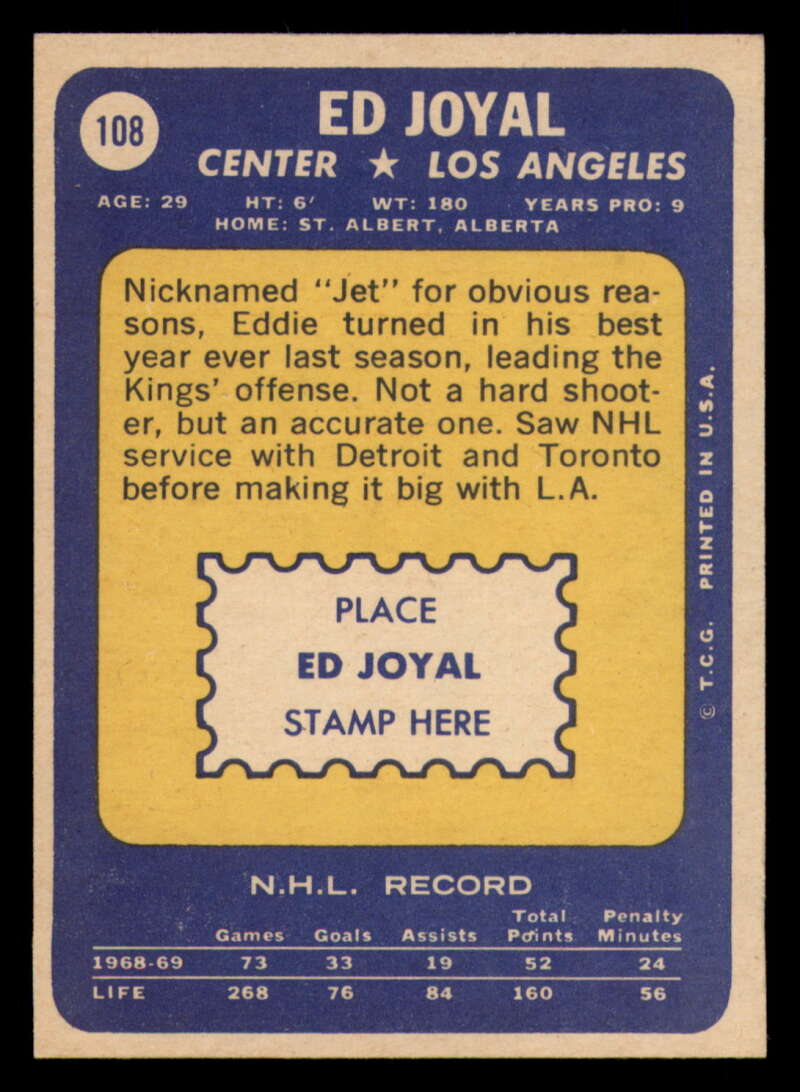 108
ED JOYAL
CENTER ★ LOS ANGELES
AGE: 29 HT: 6' WT: 180 YEARS PRO: 9
HOME: ST. ALBERT, ALBERTA
Nicknamed "Jet" for obvious rea-
sons, Eddie turned in his best
year ever last season, leading the
Kings' offense. Not a hard shoot-
er, but an accurate one. Saw NHL
service with Detroit and Toronto
before making it big with L.A.
PLACE
ED JOYAL
STAMP HERE
© T.C.G. PRINTED IN U.S.A.
N.H.L. RECORD
Games Goals Assists Total Points Penalty Minutes
1968-69 73 33 19 52 24
LIFE 268 76 84 160 56